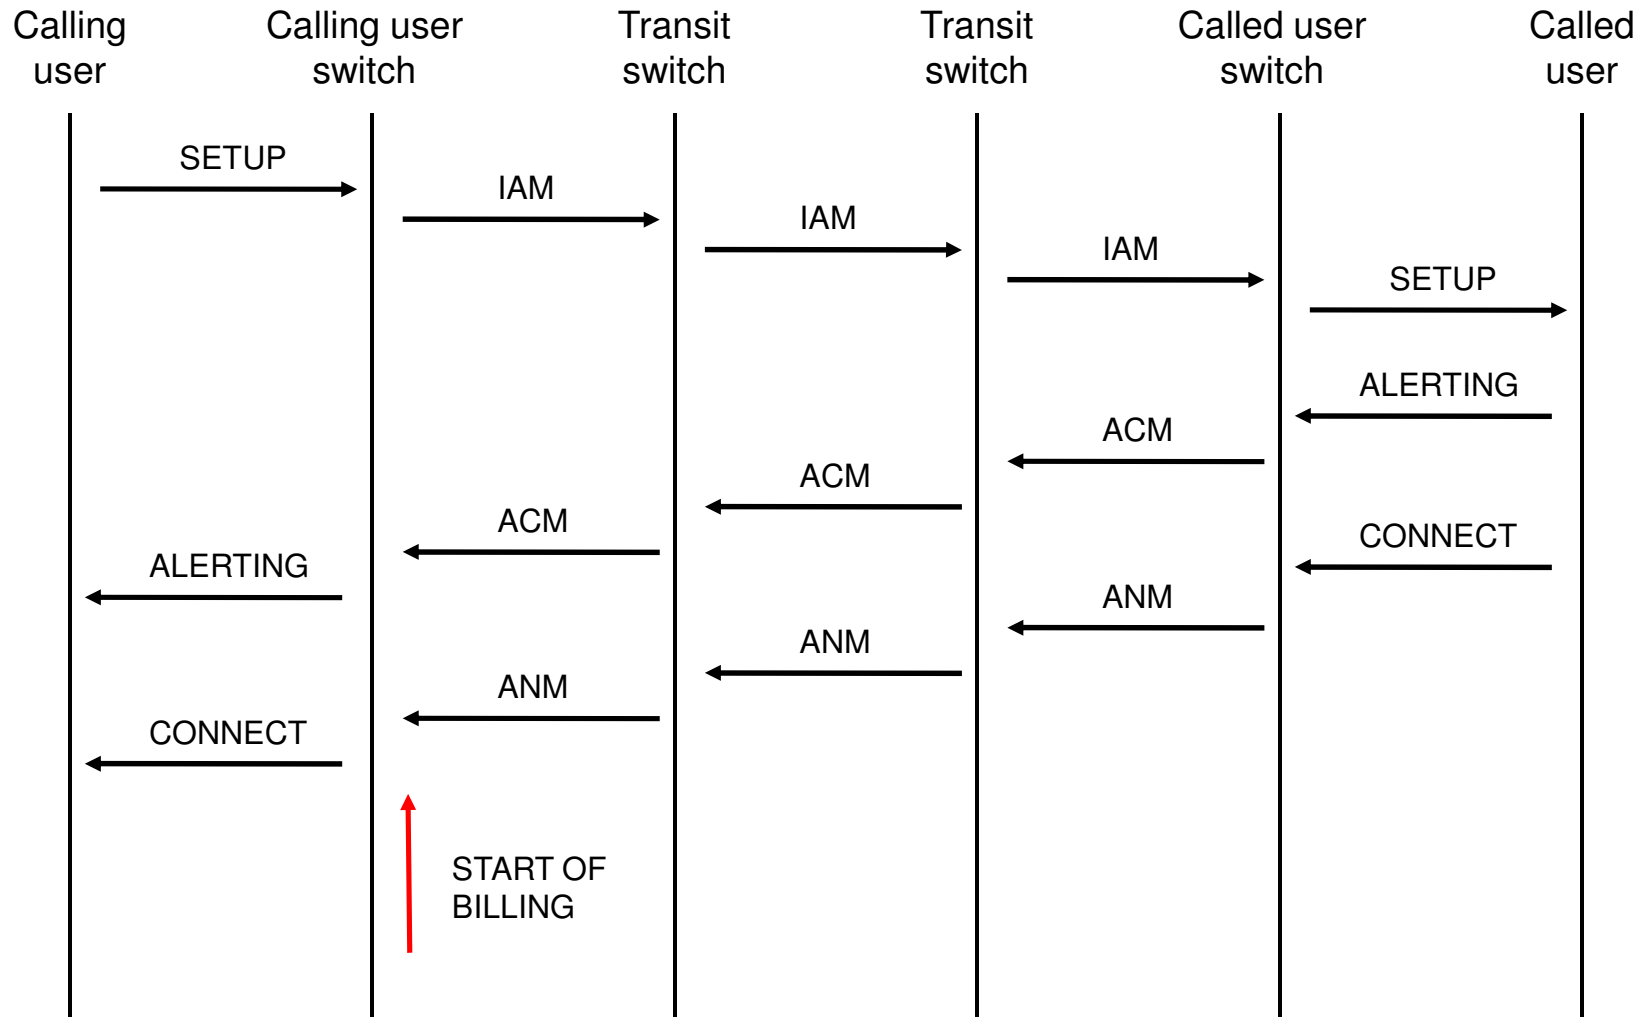 Calling
user
Calling user
switch
Transit
switch
Transit
switch
Called user
switch
Called
user
SETUP
IAM
IAM
IAM
SETUP
ALERTING
ACM
ACM
ACM
ALERTING
CONNECT
ANM
ANM
ANM
CONNECT
START OF
BILLING